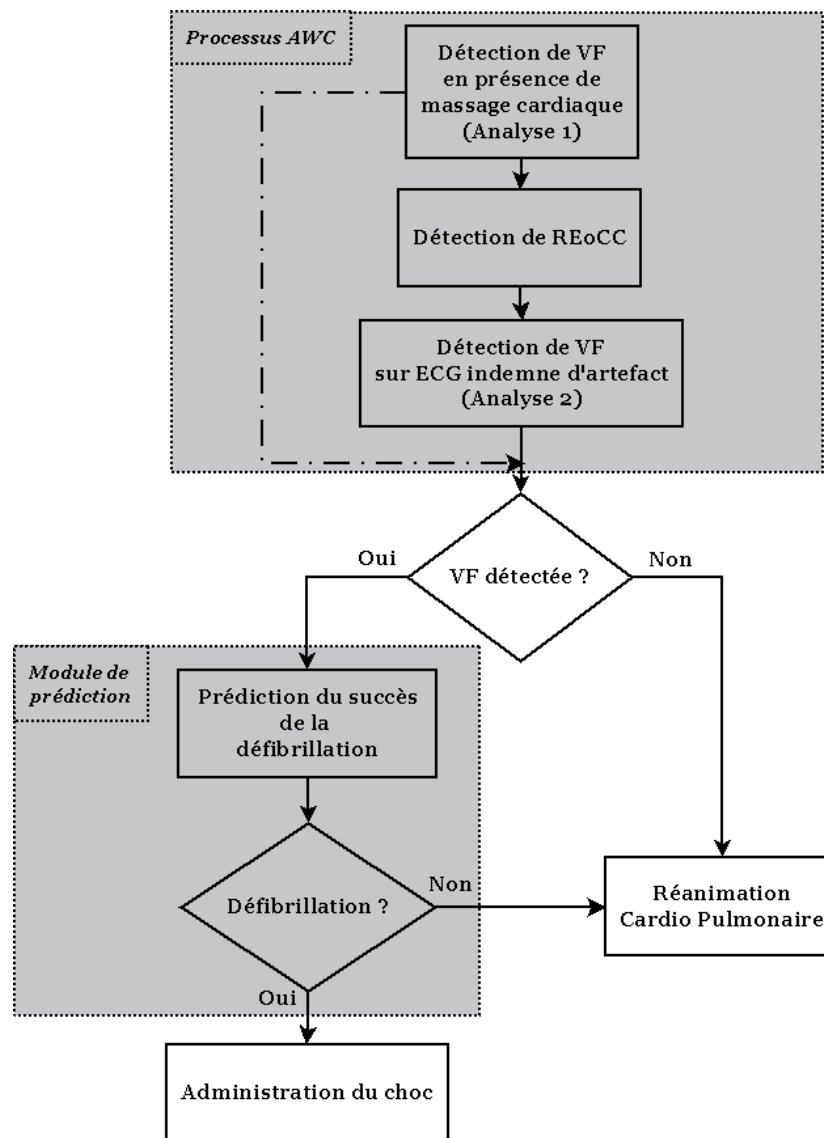 Processus AWC
Détection de VF
en présence de
massage cardiaque
(Analyse 1)
Détection de REoCC
Détection de VF
sur ECG indemne d'artefact
(Analyse 2)
VF détectée ?
Oui
Non
Module de
prédiction
Prédiction du succès
de la
défibrillation
Défibrillation ?
Non
Oui
Réanimation
Cardio Pulmonaire
Administration du choc